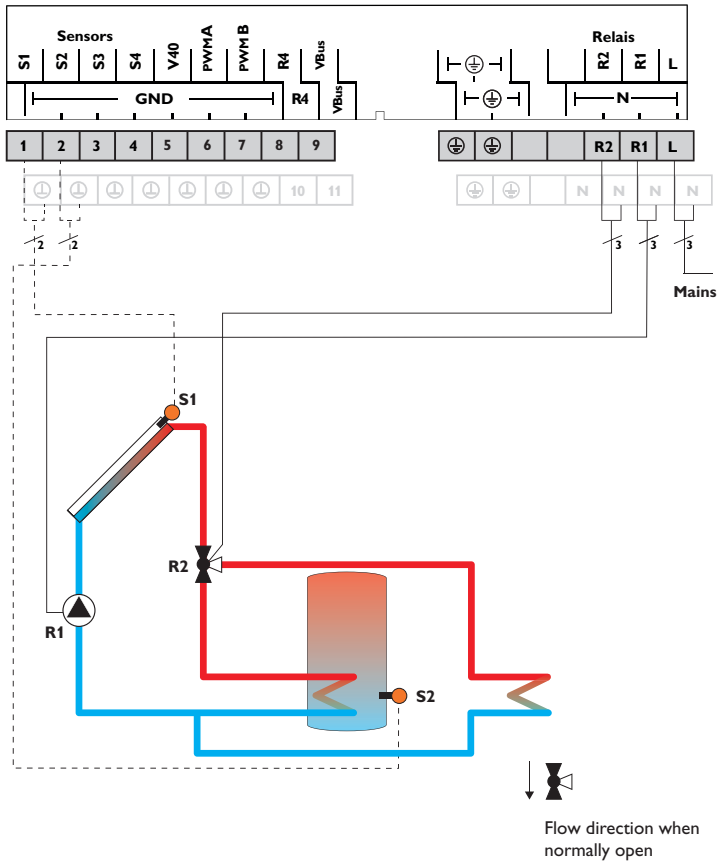 Sensors
Relais
S1 S2 S3 S4 V40 PWM A PWM B R4 VBus
R2 R1 L
GND R4 VBus
N
1 2 3 4 5 6 7 8 9
R2 R1 L
10 11
N N N N
2 2
3 3 3
Mains
S1
R2
R1
S2
Flow direction when
normally open